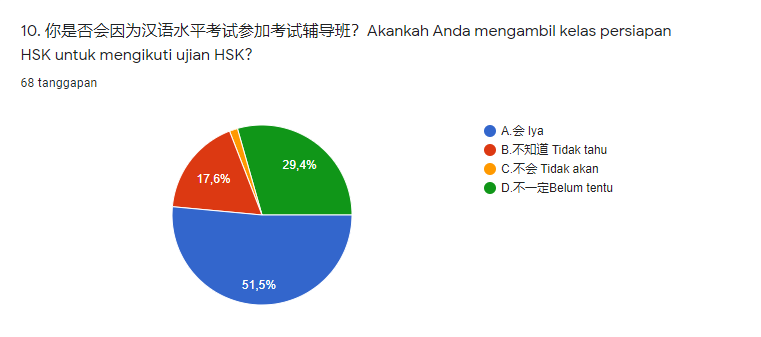 10. 你是否会因为汉语水平考试参加考试辅导班？Akankah Anda mengambil kelas persiapan
HSK untuk mengikuti ujian HSK?
68 tanggapan
A.会 Iya
B.不知道 Tidak tahu
C.不会 Tidak akan
D.不一定Belum tentu
29,4%
17,6%
51,5%